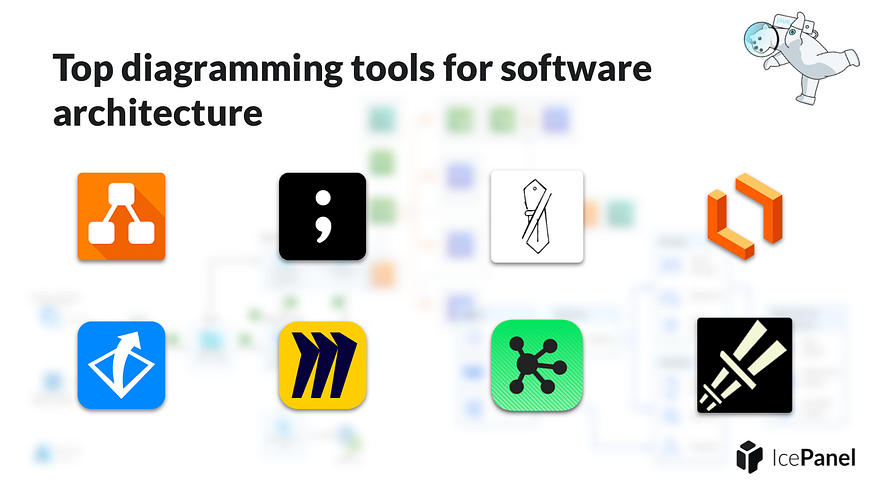 Top diagramming tools for software
architecture
;
IcePanel